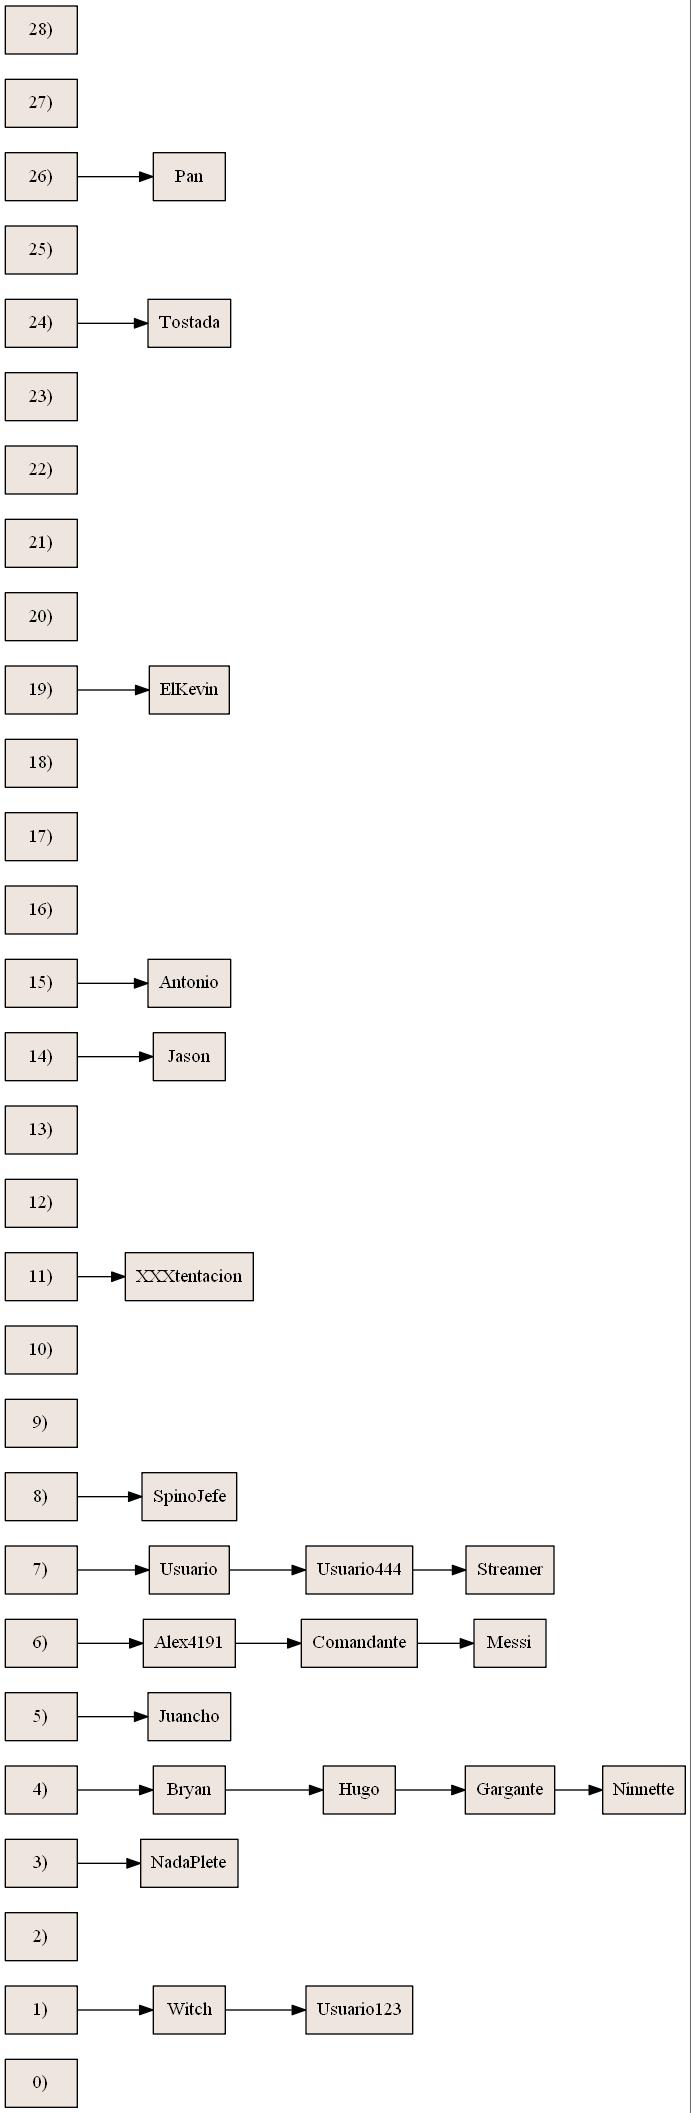 28)
27)
26) Pan
25)
24) Tostada
23)
22)
21)
20)
19) ElKevin
18)
17)
16)
15) Antonio
14) Jason
13)
12)
11) XXXtentacion
10)
9)
8) SpinoJefe
7) Usuario Usuario444 Streamer
6) Alex4191 Comandante Messi
5) Juancho
4) Bryan Hugo Gargante Ninnette
3) NadaPlete
2)
1) Witch Usuario123
0)